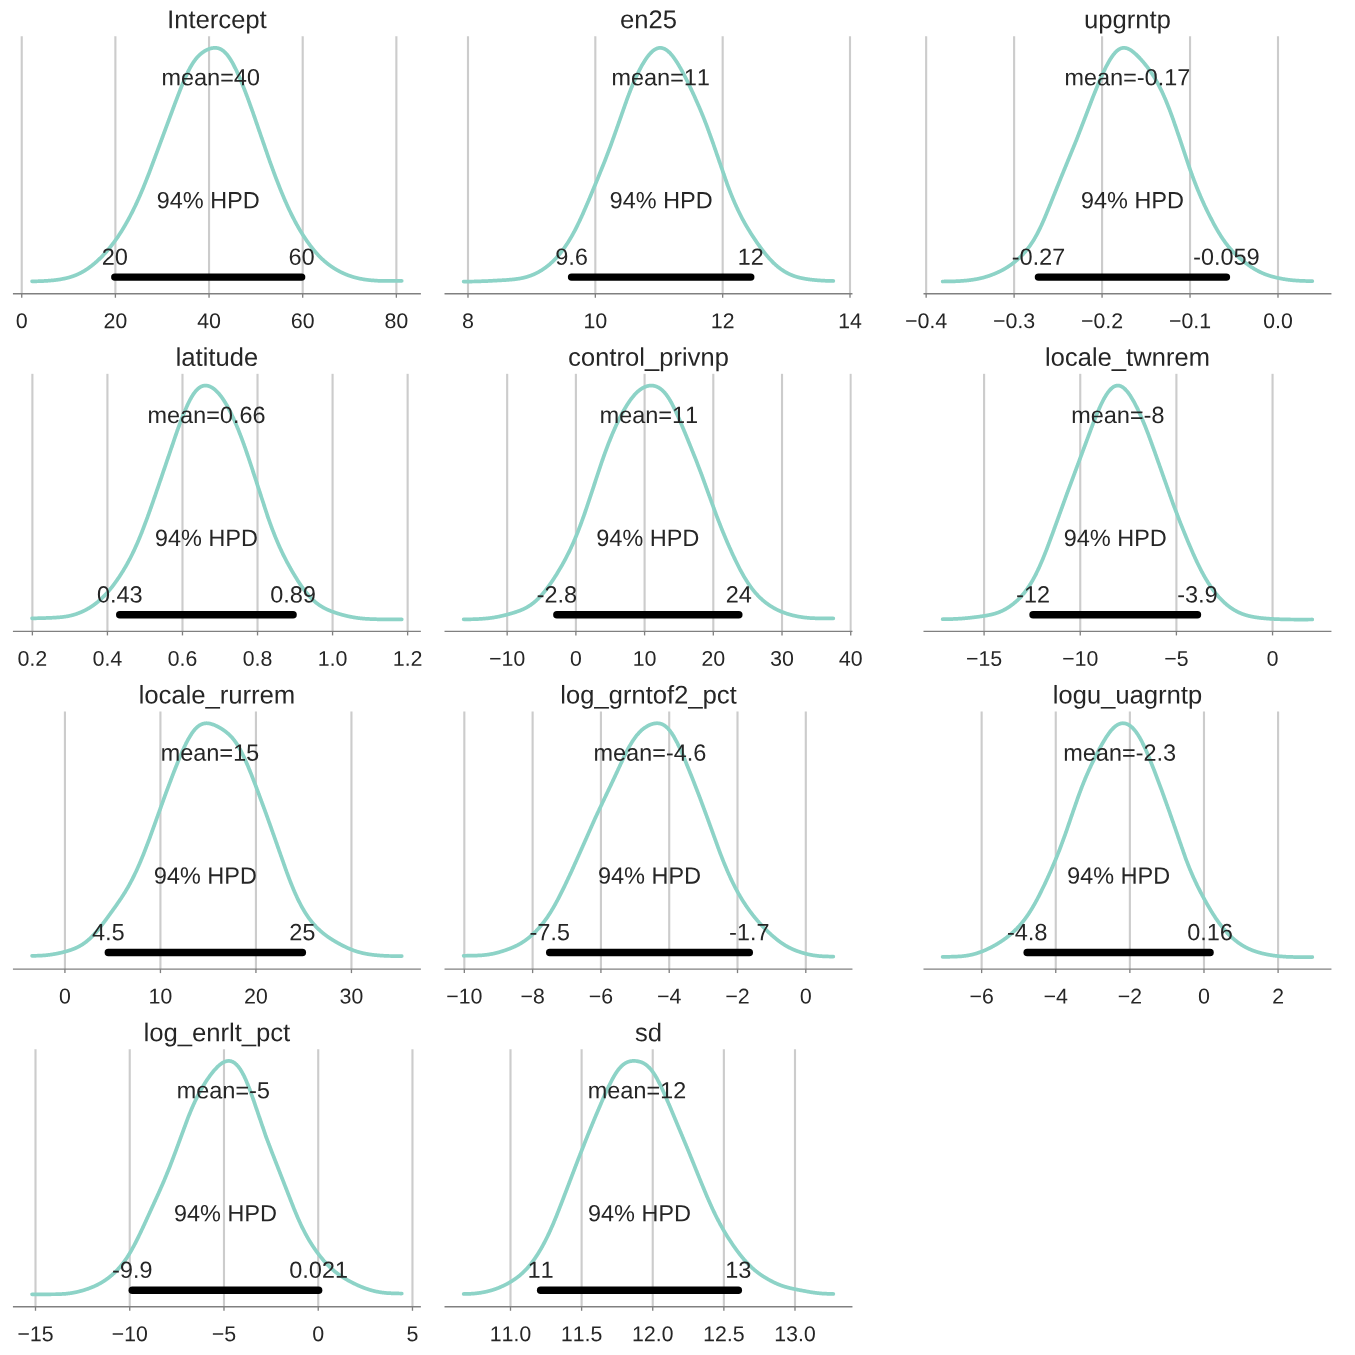 Intercept
mean=40
94% HPD
20 60
0 20 40 60 80
en25
mean=11
94% HPD
9.6 12
8 10 12 14
upgrntp
mean=-0.17
94% HPD
-0.27 -0.059
−0.4 −0.3 −0.2 −0.1 0.0
latitude
mean=0.66
94% HPD
0.43 0.89
0.2 0.4 0.6 0.8 1.0 1.2
control_privnp
mean=11
94% HPD
-2.8 24
−10 0 10 20 30 40
locale_twnrem
mean=-8
94% HPD
-12 -3.9
−15 −10 −5 0
locale_rurrem
mean=15
94% HPD
4.5 25
0 10 20 30
log_grntof2_pct
mean=-4.6
94% HPD
-7.5 -1.7
−10 −8 −6 −4 −2 0
logu_uagrntp
mean=-2.3
94% HPD
-4.8 0.16
−6 −4 −2 0 2
log_enrlt_pct
mean=-5
94% HPD
-9.9 0.021
−15 −10 −5 0 5
sd
mean=12
94% HPD
11 13
11.0 11.5 12.0 12.5 13.0